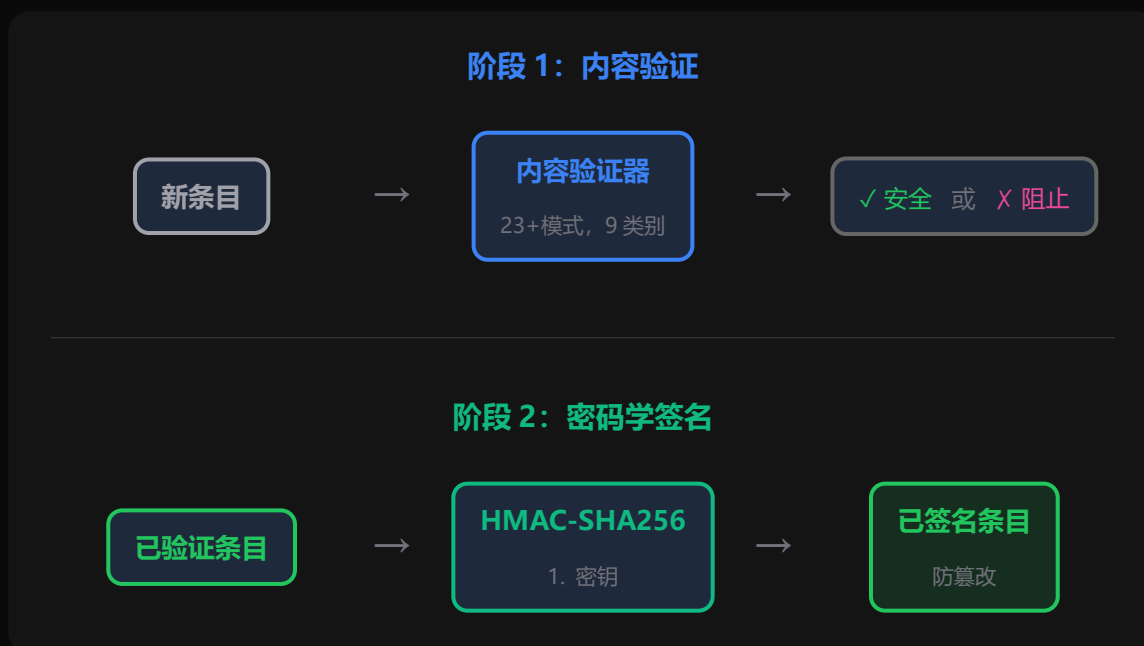 阶段 1：内容验证
新条目
→
内容验证器
23+模式，9 类别
→
✓ 安全 或 ✗ 阻止
阶段 2：密码学签名
已验证条目
→
HMAC-SHA256
1. 密钥
→
已签名条目
防篡改